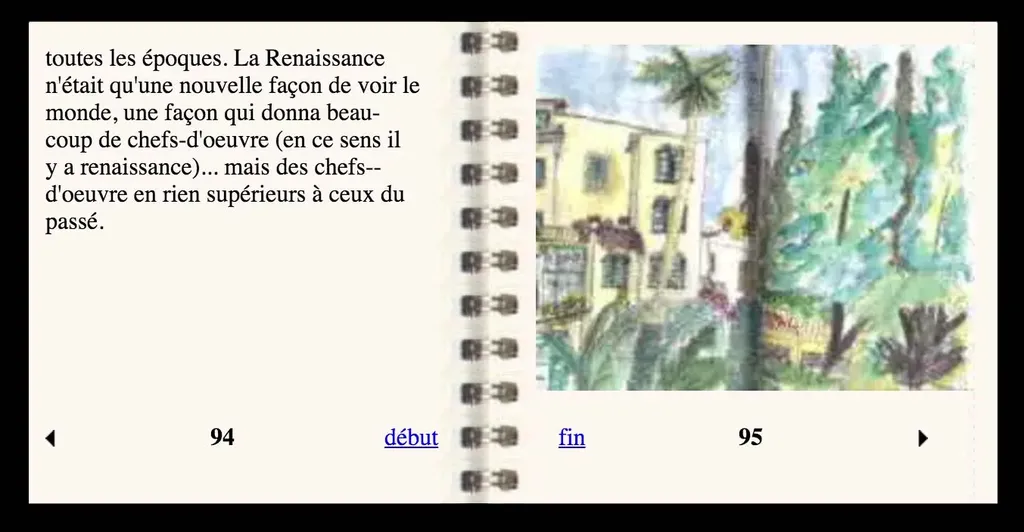 toutes les époques. La Renaissance
n'était qu'une nouvelle façon de voir le
monde, une façon qui donna beau-
coup de chefs-d'oeuvre (en ce sens il
y a renaissance)... mais des chefs--
d'oeuvre en rien supérieurs à ceux du
passé.
94
début
fin
95